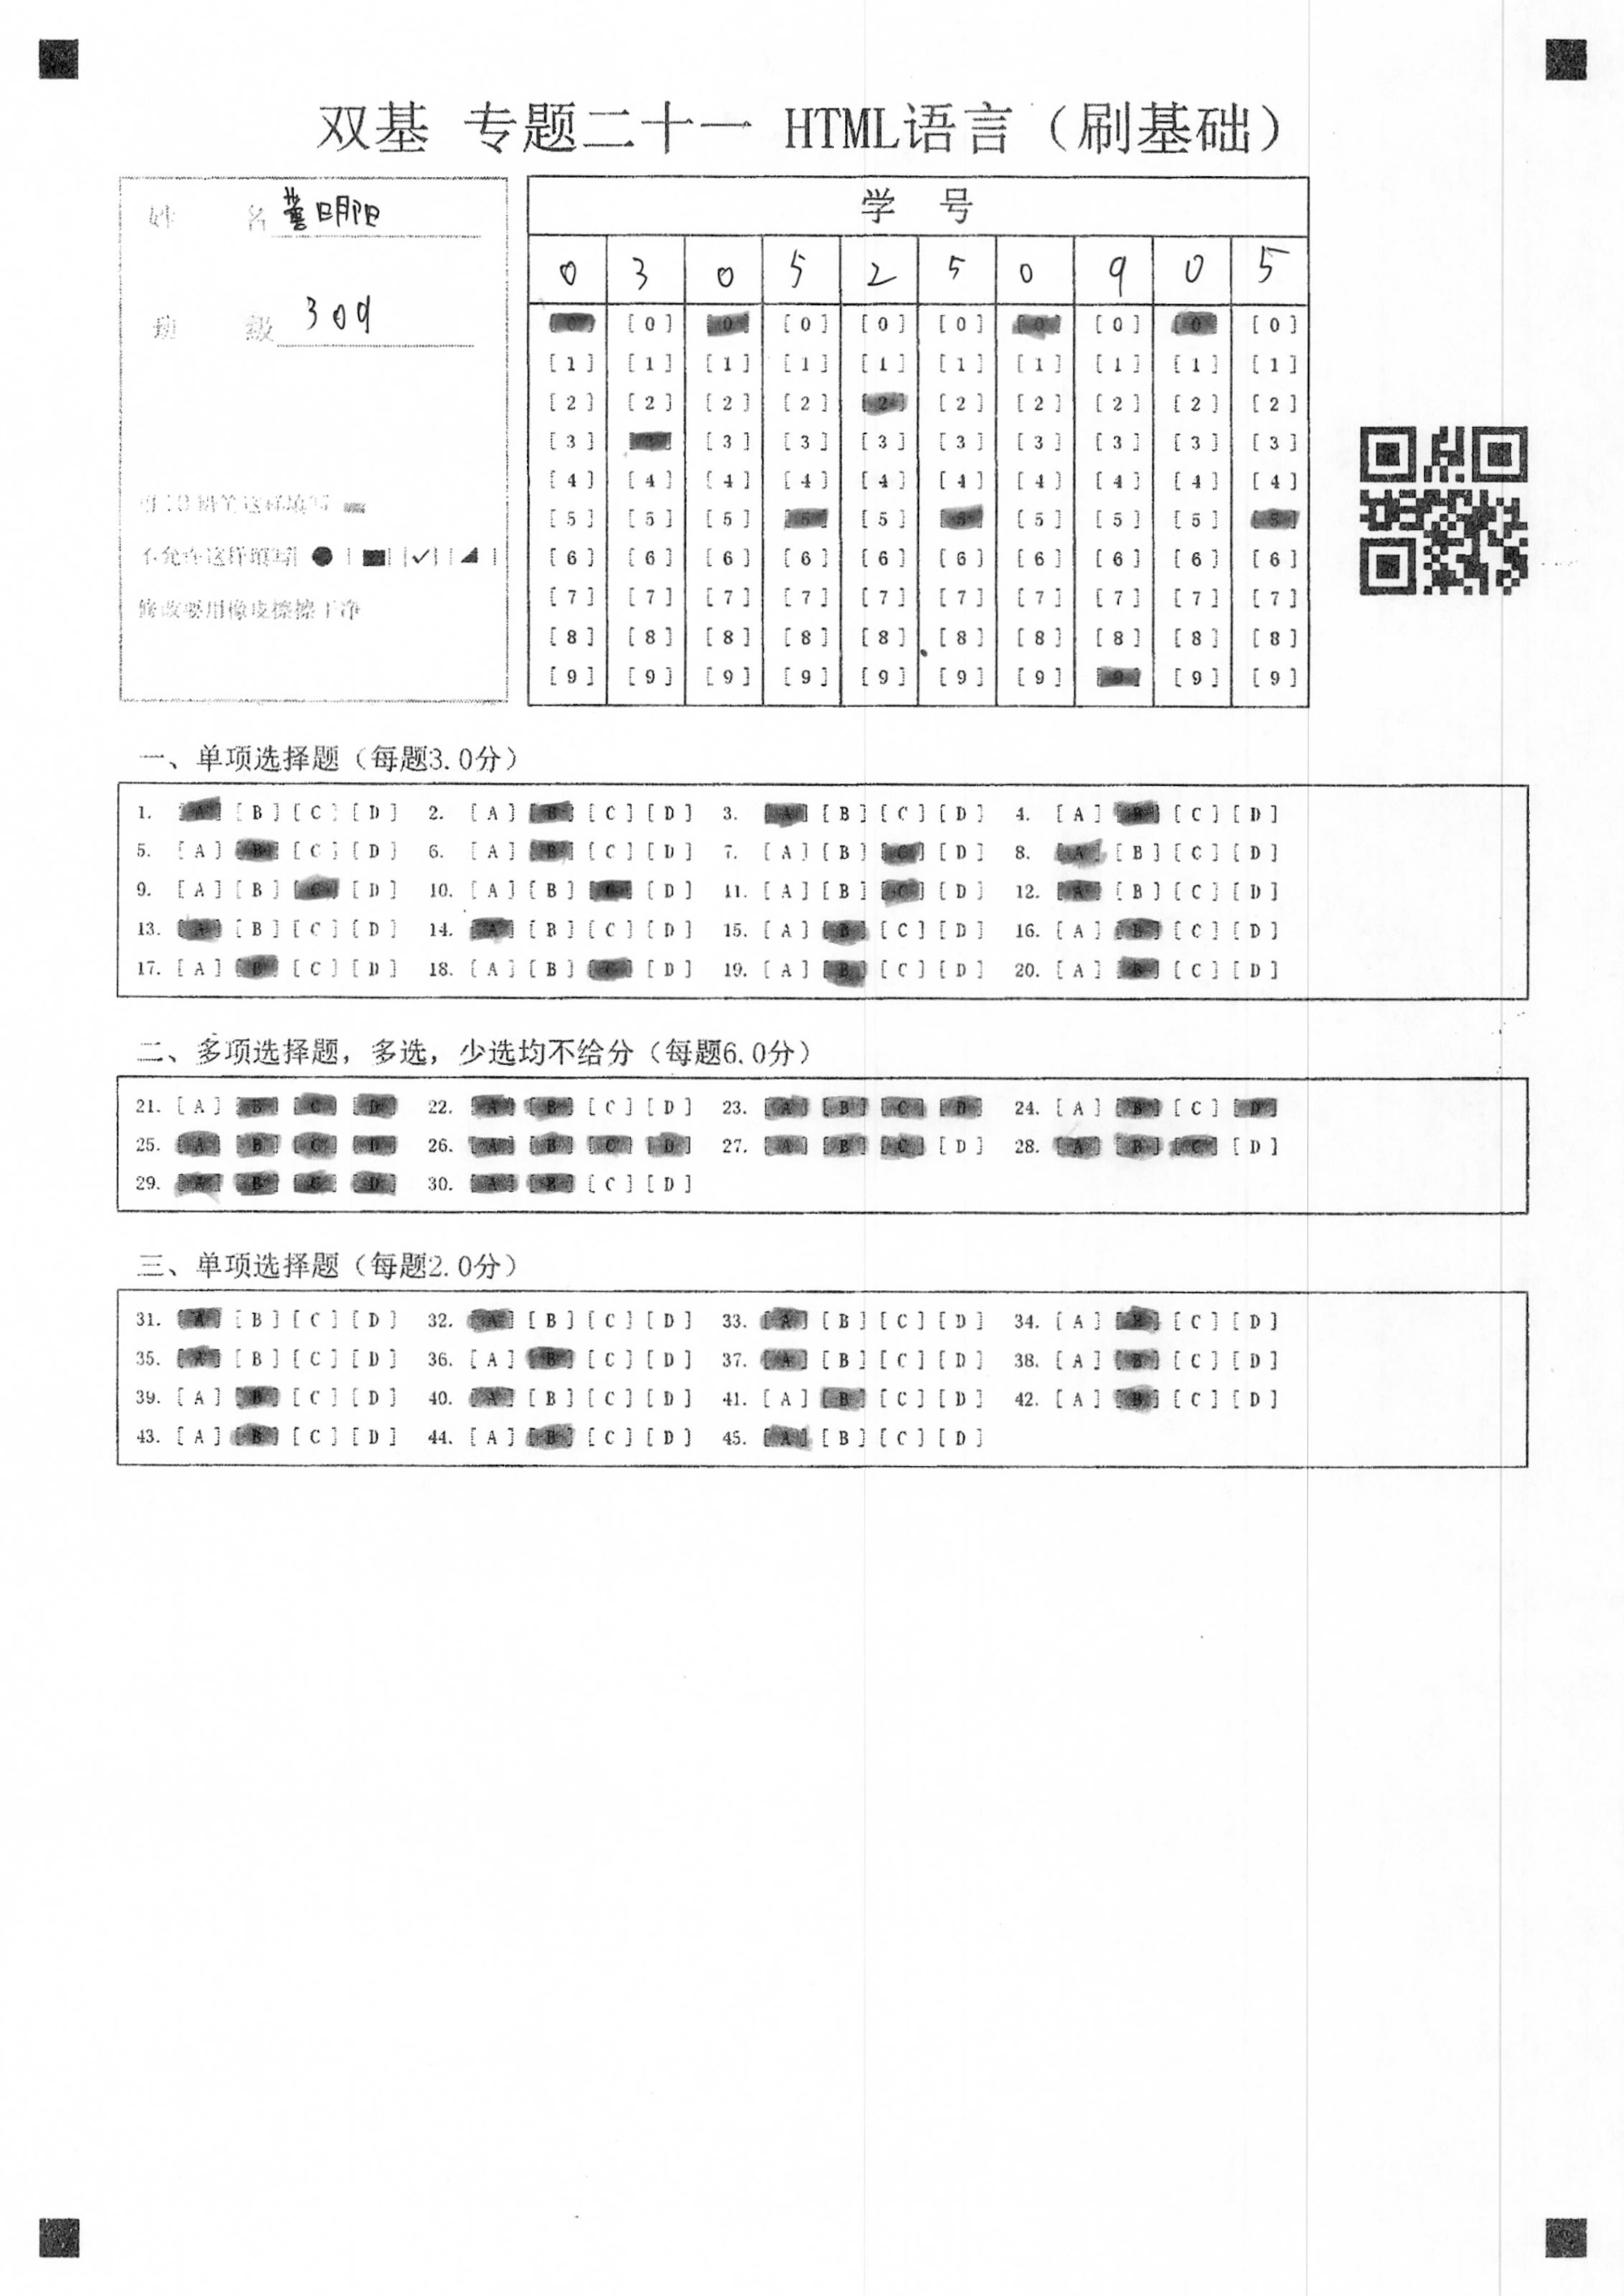 双基 专题二十一 HTML语言（刷基础）
姓 名 董明阳
班 级 309
不允许这样填写
修改要用橡皮擦擦干净
学 号
0 3 0 5 2 5 0 9 0 5
[0] [0] [0] [0] [0] [0] [0] [0] [0] [0]
[1] [1] [1] [1] [1] [1] [1] [1] [1] [1]
[2] [2] [2] [2] [2] [2] [2] [2] [2] [2]
[3] [3] [3] [3] [3] [3] [3] [3] [3] [3]
[4] [4] [4] [4] [4] [4] [4] [4] [4] [4]
[5] [5] [5] [5] [5] [5] [5] [5] [5] [5]
[6] [6] [6] [6] [6] [6] [6] [6] [6] [6]
[7] [7] [7] [7] [7] [7] [7] [7] [7] [7]
[8] [8] [8] [8] [8] [8] [8] [8] [8] [8]
[9] [9] [9] [9] [9] [9] [9] [9] [9] [9]
一、单项选择题（每题3.0分）
1. [A] [B] [C] [D] 2. [A] [B] [C] [D] 3. [A] [B] [C] [D] 4. [A] [B] [C] [D]
5. [A] [B] [C] [D] 6. [A] [B] [C] [D] 7. [A] [B] [C] [D] 8. [A] [B] [C] [D]
9. [A] [B] [C] [D] 10. [A] [B] [C] [D] 11. [A] [B] [C] [D] 12. [A] [B] [C] [D]
13. [A] [B] [C] [D] 14. [A] [B] [C] [D] 15. [A] [B] [C] [D] 16. [A] [B] [C] [D]
17. [A] [B] [C] [D] 18. [A] [B] [C] [D] 19. [A] [B] [C] [D] 20. [A] [B] [C] [D]
二、多项选择题，多选，少选均不给分（每题6.0分）
21. [A] [B] [C] [D] 22. [A] [B] [C] [D] 23. [A] [B] [C] [D] 24. [A] [B] [C] [D]
25. [A] [B] [C] [D] 26. [A] [B] [C] [D] 27. [A] [B] [C] [D] 28. [A] [B] [C] [D]
29. [A] [B] [C] [D] 30. [A] [B] [C] [D]
三、单项选择题（每题2.0分）
31. [A] [B] [C] [D] 32. [A] [B] [C] [D] 33. [A] [B] [C] [D] 34. [A] [B] [C] [D]
35. [A] [B] [C] [D] 36. [A] [B] [C] [D] 37. [A] [B] [C] [D] 38. [A] [B] [C] [D]
39. [A] [B] [C] [D] 40. [A] [B] [C] [D] 41. [A] [B] [C] [D] 42. [A] [B] [C] [D]
43. [A] [B] [C] [D] 44. [A] [B] [C] [D] 45. [A] [B] [C] [D]